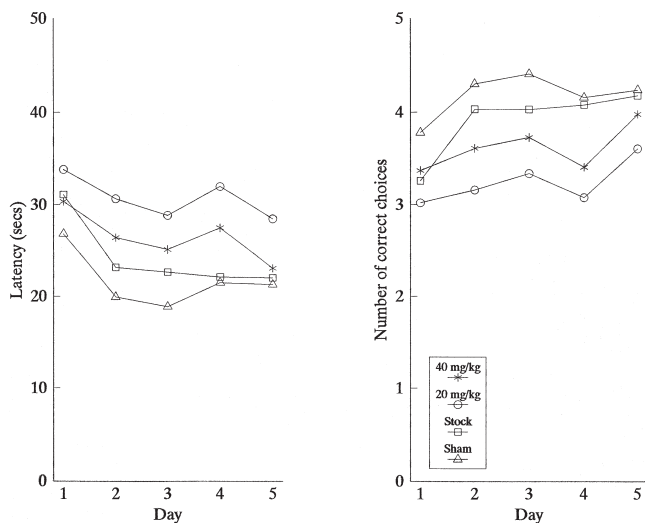 50
40
30
20
10
0
Latency (secs)
1 2 3 4 5
Day
5
4
3
2
1
0
Number of correct choices
40 mg/kg
20 mg/kg
Stock
Sham
1 2 3 4 5
Day